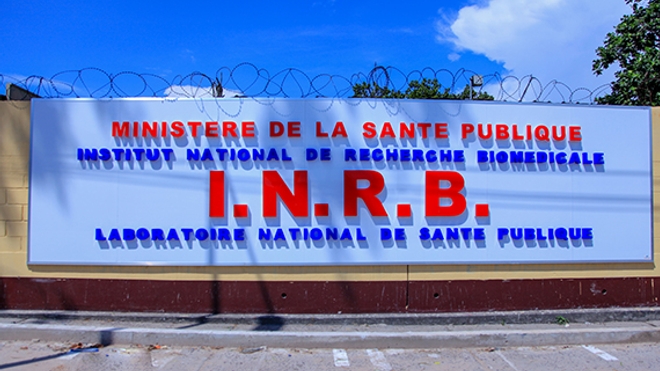 MINISTERE DE LA SANTE PUBLIQUE
INSTITUT NATIONAL DE RECHERCHE BIOMEDICALE
I.N.R.B.
LABORATOIRE NATIONAL DE SANTE PUBLIQUE